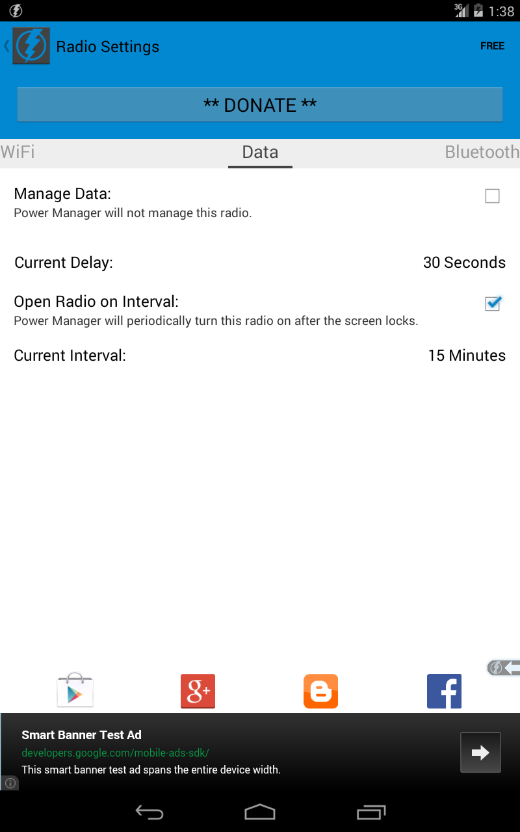 3G 1:38
Radio Settings FREE
** DONATE **
WiFi Data Bluetooth
Manage Data:
Power Manager will not manage this radio.
Current Delay: 30 Seconds
Open Radio on Interval:
Power Manager will periodically turn this radio on after the screen locks.
Current Interval: 15 Minutes
g+
Smart Banner Test Ad
developers.google.com/mobile-ads-sdk/
This smart banner test ad spans the entire device width.